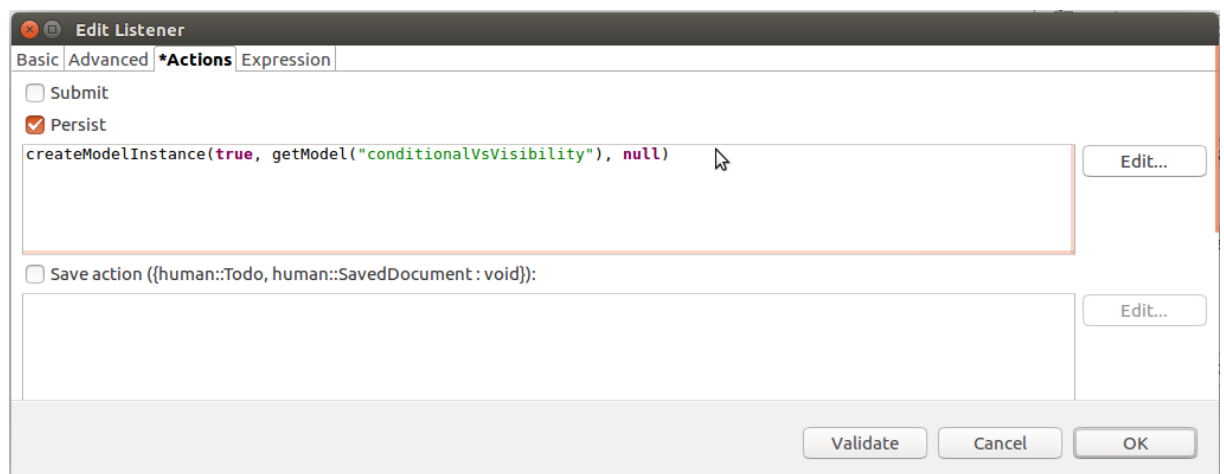 Edit Listener
Basic Advanced *Actions Expression
Submit
Persist
createModelInstance(true, getModel("conditionalVsVisibility"), null)
Edit...
Save action ({human::Todo, human::SavedDocument : void}):
Edit...
Validate Cancel OK